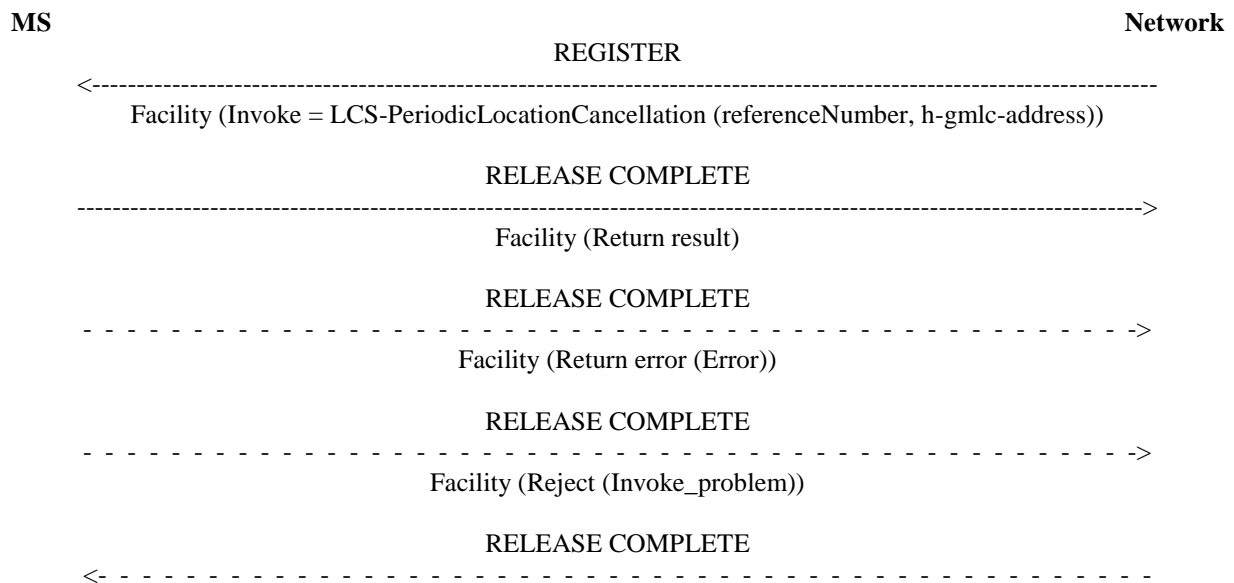 MS Network
REGISTER
<------------------------------------------------------------------------------------------------------------------------
Facility (Invoke = LCS-PeriodicLocationCancellation (referenceNumber, h-gmlc-address))
RELEASE COMPLETE
------------------------------------------------------------------------------------------------------------------------>
Facility (Return result)
RELEASE COMPLETE
- - - - - - - - - - - - - - - - - - - - - - - - - - - - - - - - - - - - - - - - - - - - - - - ->
Facility (Return error (Error))
RELEASE COMPLETE
- - - - - - - - - - - - - - - - - - - - - - - - - - - - - - - - - - - - - - - - - - - - - - - ->
Facility (Reject (Invoke_problem))
RELEASE COMPLETE
<- - - - - - - - - - - - - - - - - - - - - - - - - - - - - - - - - - - - - - - - - - - - - - - -